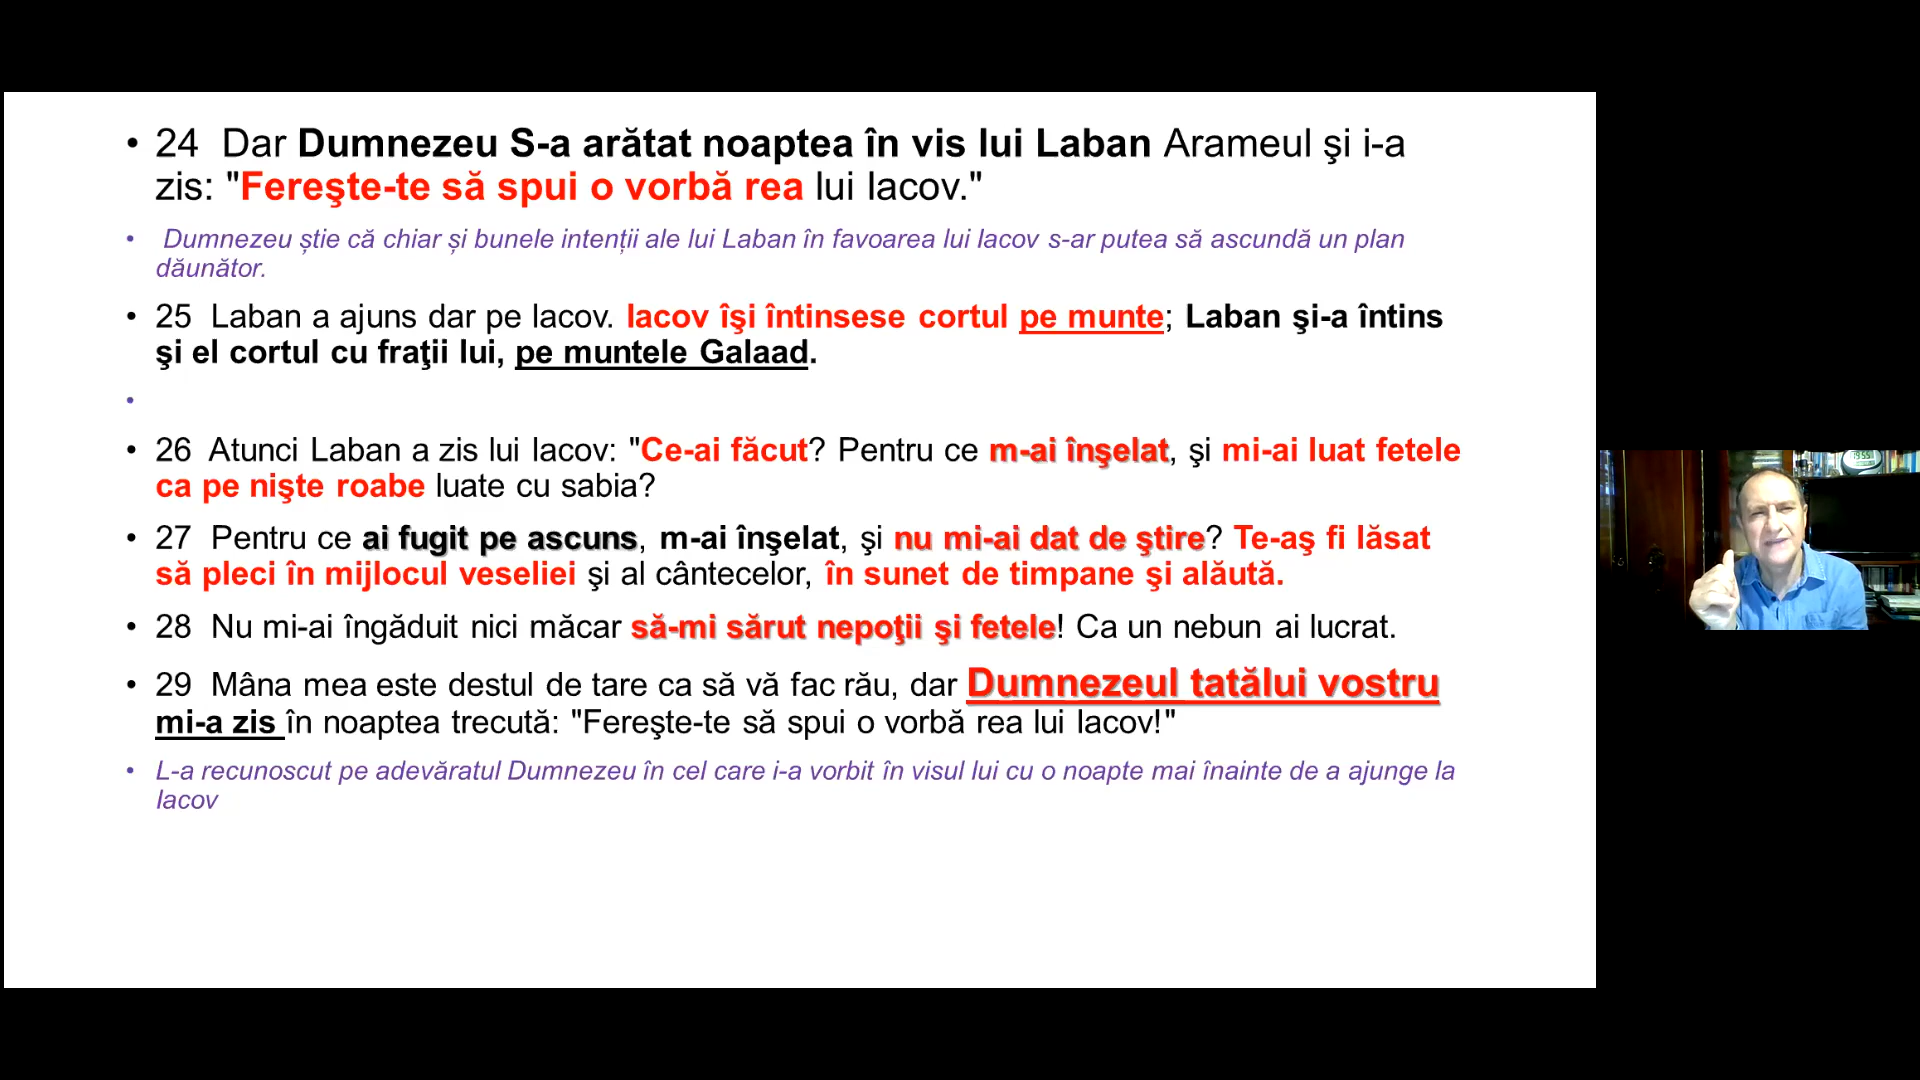 • 24 Dar Dumnezeu S-a arătat noaptea în vis lui Laban Arameul şi i-a
zis: "Fereşte-te să spui o vorbă rea lui Iacov."
• Dumnezeu știe că chiar și bunele intenții ale lui Laban în favoarea lui Iacov s-ar putea să ascundă un plan
dăunător.
• 25 Laban a ajuns dar pe Iacov. Iacov îşi întinsese cortul pe munte; Laban şi-a întins
şi el cortul cu fraţii lui, pe muntele Galaad.
•
• 26 Atunci Laban a zis lui Iacov: "Ce-ai făcut? Pentru ce m-ai înşelat, şi mi-ai luat fetele
ca pe nişte roabe luate cu sabia?
• 27 Pentru ce ai fugit pe ascuns, m-ai înşelat, şi nu mi-ai dat de ştire? Te-aş fi lăsat
să pleci în mijlocul veseliei şi al cântecelor, în sunet de timpane şi alăută.
• 28 Nu mi-ai îngăduit nici măcar să-mi sărut nepoţii şi fetele! Ca un nebun ai lucrat.
• 29 Mâna mea este destul de tare ca să vă fac rău, dar Dumnezeul tatălui vostru
mi-a zis în noaptea trecută: "Fereşte-te să spui o vorbă rea lui Iacov!"
• L-a recunoscut pe adevăratul Dumnezeu în cel care i-a vorbit în visul lui cu o noapte mai înainte de a ajunge la
Iacov